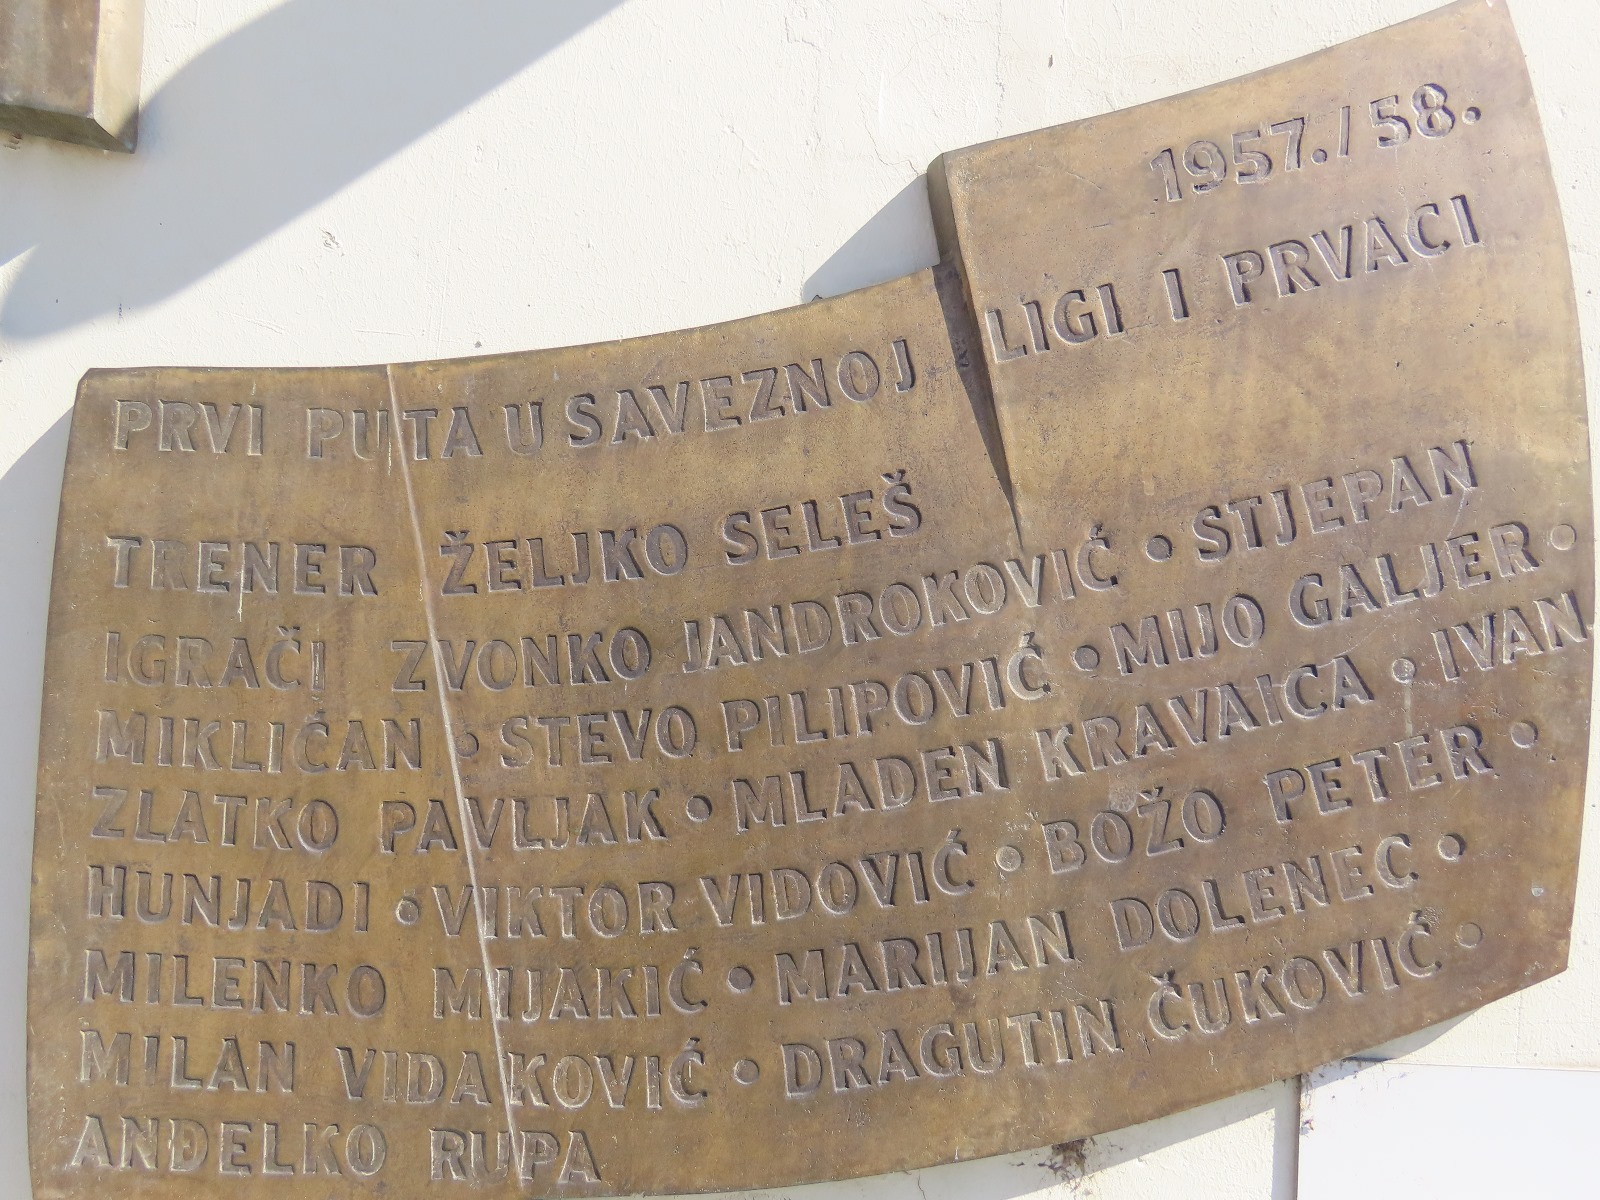 1957./58.
PRVI PUTA U SAVEZNOJ LIGI I PRVACI
TRENER ŽELJKO SELEŠ
IGRAČI ZVONKO JANDROKOVIĆ • STJEPAN
MIKLIĆAN • STEVO PILIPOVIĆ • MIJO GALJER •
ZLATKO PAVLJAK • MLADEN KRAVAICA • IVAN
HUNJADI • VIKTOR VIDOVIĆ • BOŽO PETER •
MILENKO MIJAKIĆ • MARIJAN DOLENEC •
MILAN VIDAKOVIĆ • DRAGUTIN ČUKOVIĆ •
ANĐELKO RUPA